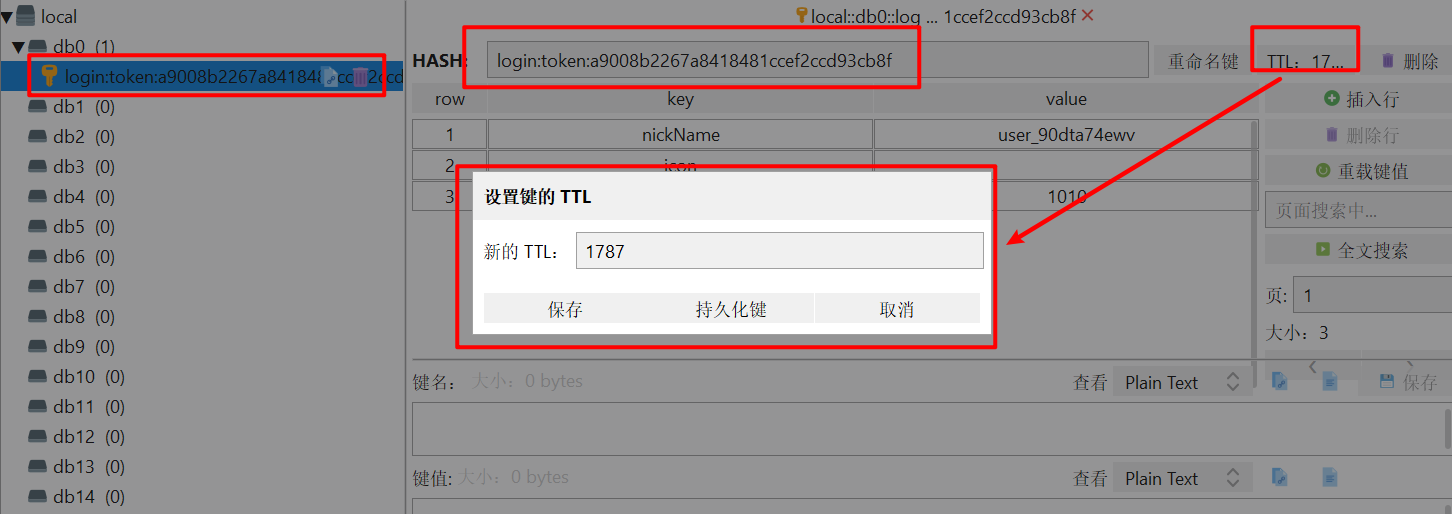 local
db0 (1)
login:token:a9008b2267a8418481ccef2ccd
db1 (0)
db2 (0)
db3 (0)
db4 (0)
db5 (0)
db6 (0)
db7 (0)
db8 (0)
db9 (0)
db10 (0)
db11 (0)
db12 (0)
db13 (0)
db14 (0)
local::db0::log ... 1ccef2ccd93cb8f
HASH: login:token:a9008b2267a8418481ccef2ccd93cb8f 重命名键 TTL：17... 删除
row key value
1 nickName user_90dta74ewv
2 icon
3 1010
插入行
删除行
重载键值
页面搜索中...
全文搜索
页: 1
大小：3
设置键的 TTL
新的 TTL： 1787
保存 持久化键 取消
键名： 大小：0 bytes 查看 Plain Text 保存
键值: 大小：0 bytes 查看 Plain Text